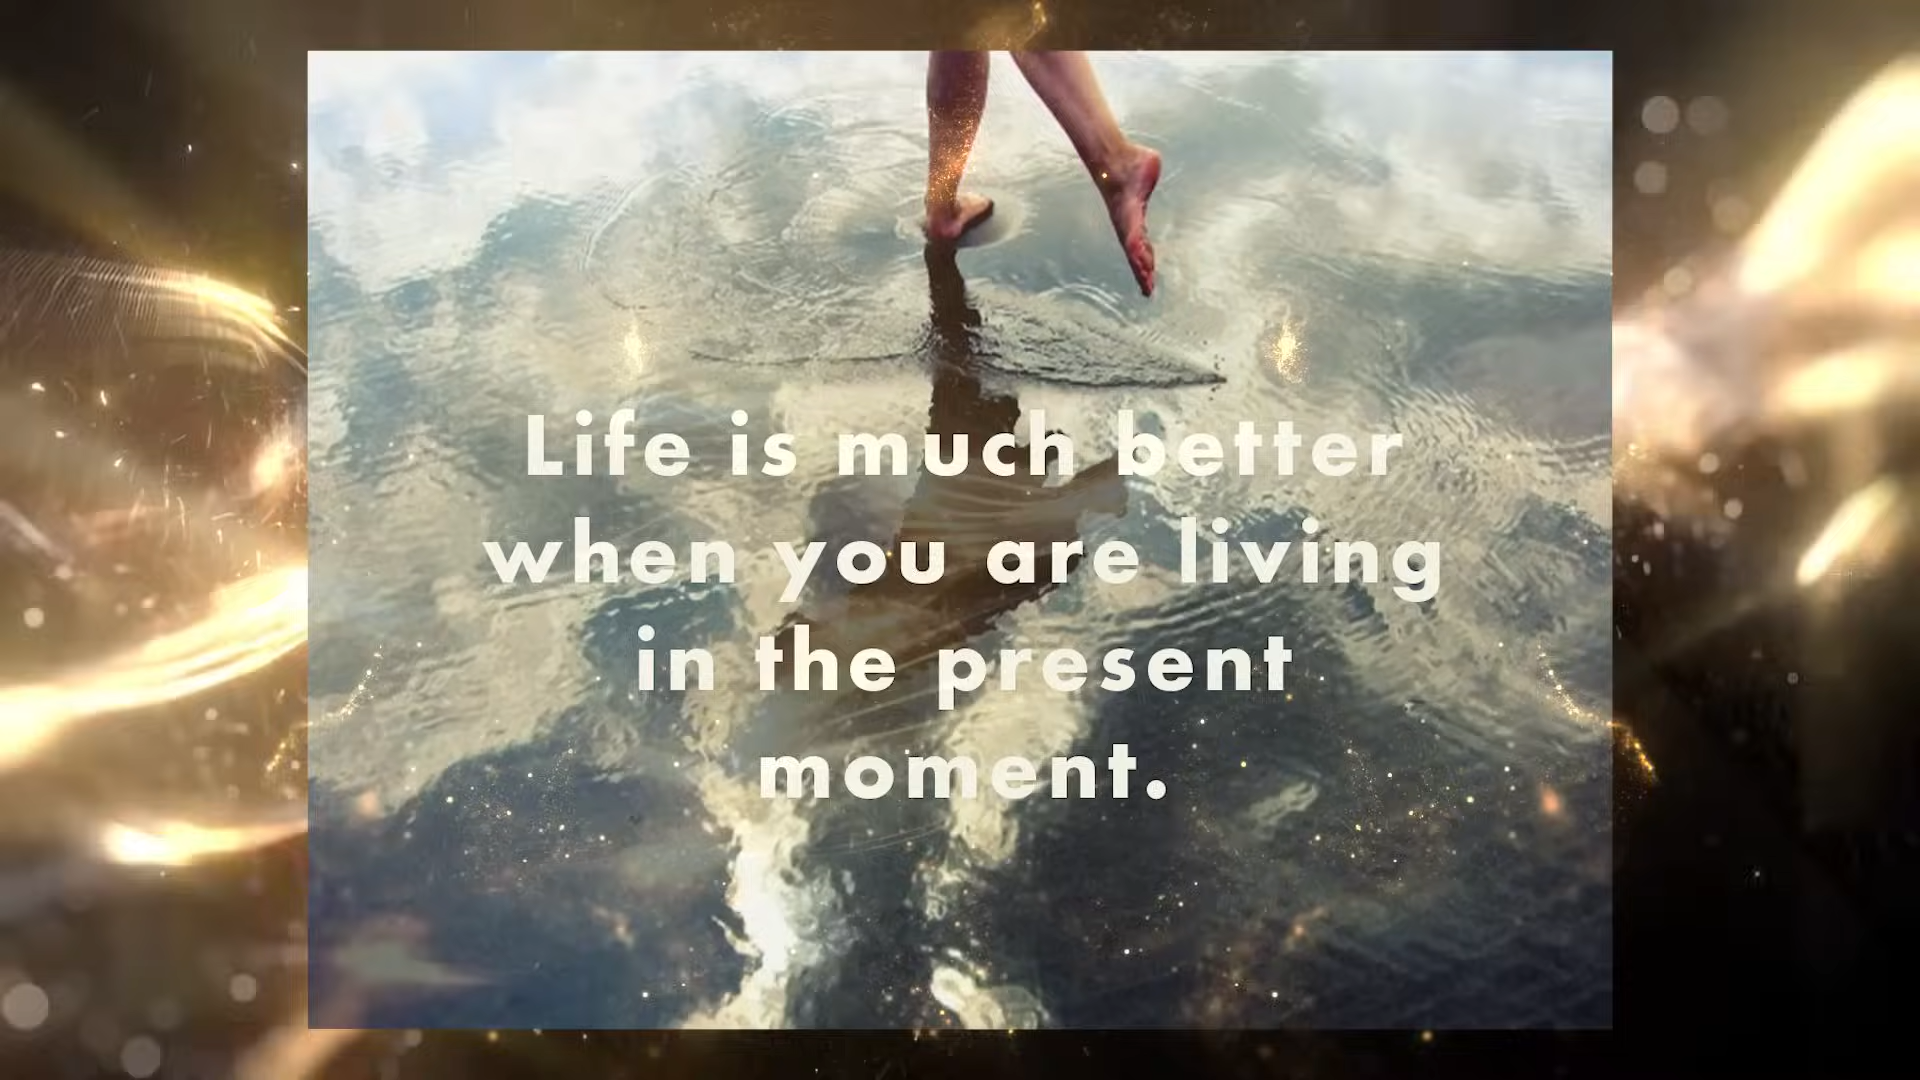 Life is much better
when you are living
in the present
moment.